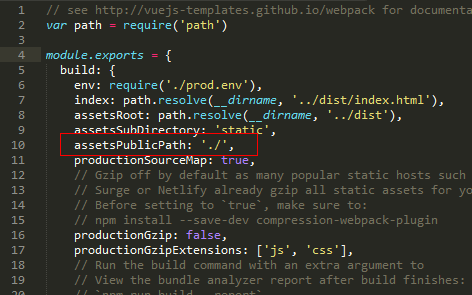 1 // see http://vuejs-templates.github.io/webpack for documenta
2 var path = require('path')
3
4 module.exports = {
5 build: {
6 env: require('./prod.env'),
7 index: path.resolve(__dirname, '../dist/index.html'),
8 assetsRoot: path.resolve(__dirname, '../dist'),
9 assetsSubDirectory: 'static',
10 assetsPublicPath: './',
11 productionSourceMap: true,
12 // Gzip off by default as many popular static hosts such
13 // Surge or Netlify already gzip all static assets for yo
14 // Before setting to `true`, make sure to:
15 // npm install --save-dev compression-webpack-plugin
16 productionGzip: false,
17 productionGzipExtensions: ['js', 'css'],
18 // Run the build command with an extra argument to
19 // View the bundle analyzer report after build finishes:
20 // `npm run build --report`